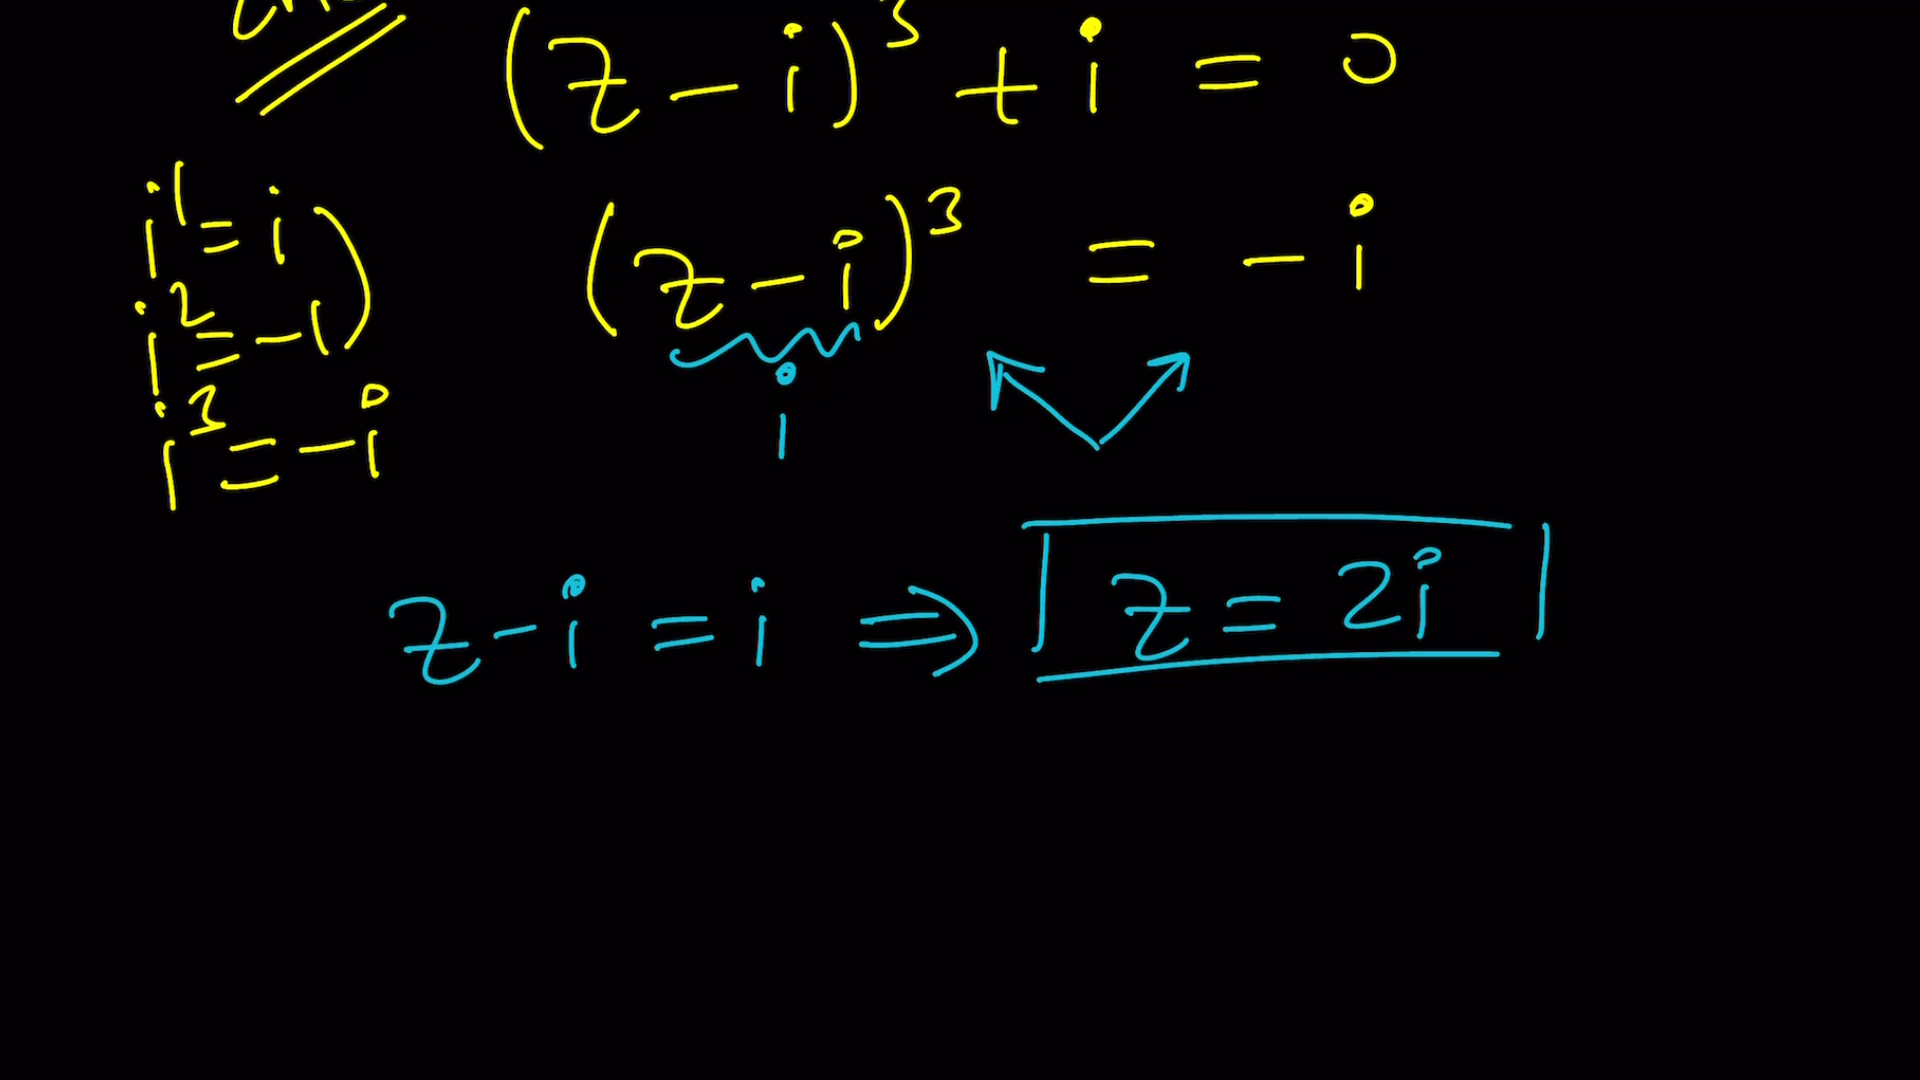 (z - i)³ + i = 0
i¹ = i
(z - i)³ = - i
i² = -1
i³ = -i
i
z - i = i ⇒ z = 2i